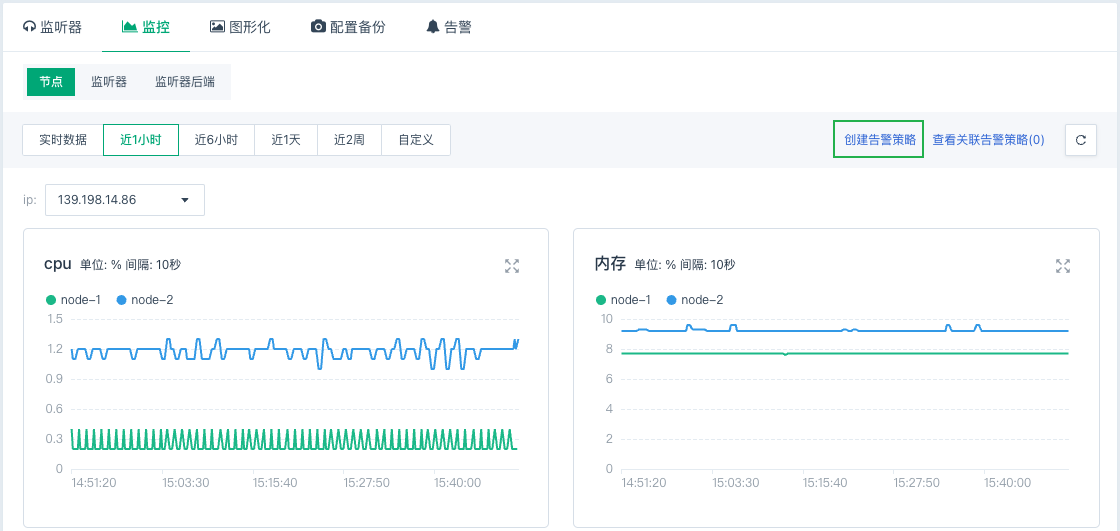 监听器 监控 图形化 配置备份 告警
节点 监听器 监听器后端
实时数据 近1小时 近6小时 近1天 近2周 自定义 创建告警策略 查看关联告警策略(0)
ip: 139.198.14.86
cpu 单位: % 间隔: 10秒
node-1 node-2
1.5
1.2
0.9
0.6
0.3
0
14:51:20 15:03:30 15:15:40 15:27:50 15:40:00
内存 单位: % 间隔: 10秒
node-1 node-2
10
8
6
4
2
0
14:51:20 15:03:30 15:15:40 15:27:50 15:40:00